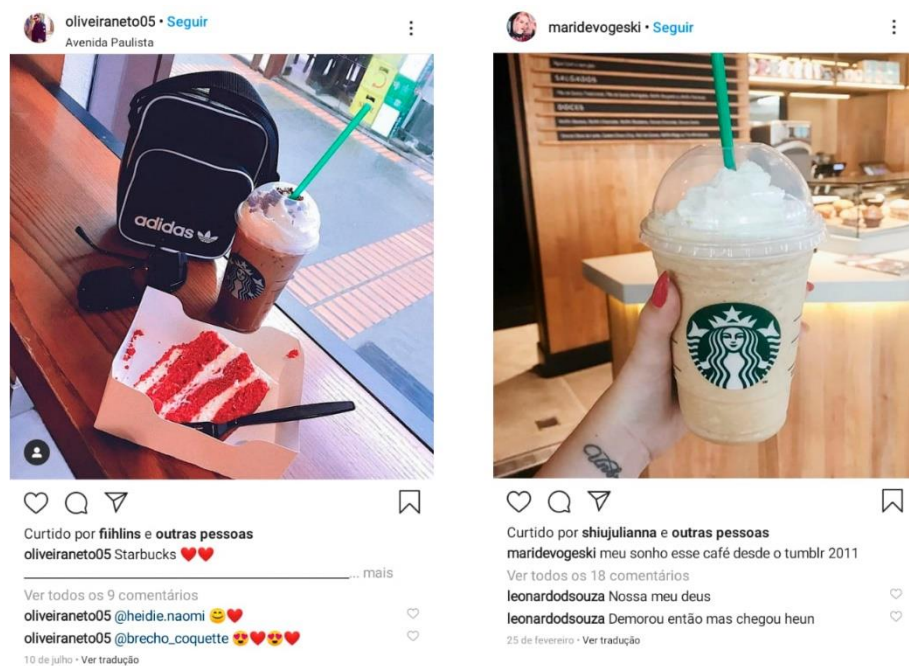 oliveiraneto05 • Seguir
Avenida Paulista
adidas
Curtido por fiihlins e outras pessoas
oliveiraneto05 Starbucks ❤️❤️
... mais
Ver todos os 9 comentários
oliveiraneto05 @heidie.naomi 😊❤️
oliveiraneto05 @brecho_coquette 😍❤️😍❤️
10 de julho • Ver tradução
maridevogeski • Seguir
SALGADOS
DOCES
Curtido por shiujulianna e outras pessoas
maridevogeski meu sonho esse café desde o tumblr 2011
Ver todos os 18 comentários
leonardodsouza Nossa meu deus
leonardodsouza Demorou então mas chegou heun
25 de fevereiro • Ver tradução